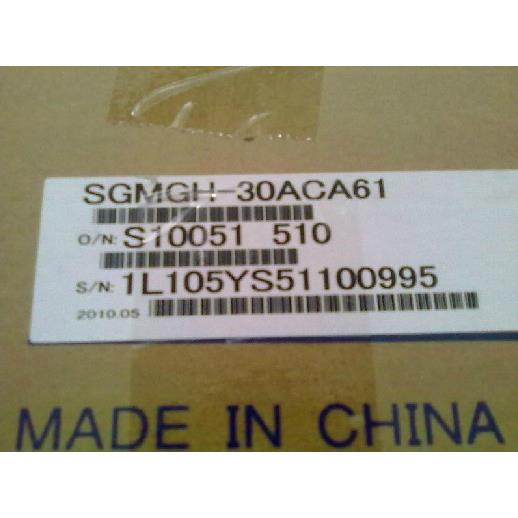 SGMGH-30ACA61
O/N: S10051 510
S/N: 1L105YS51100995
2010.05
MADE IN CHINA